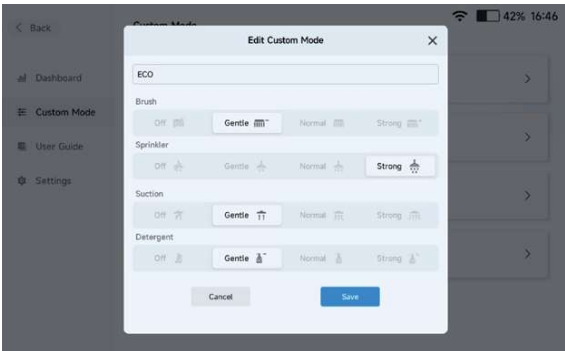 42% 16:46
Back
Custom Mode
Edit Custom Mode
ECO
Dashboard
Brush
Custom Mode
Off Gentle Normal Strong
Sprinkler
User Guide
Off Gentle Normal Strong
Settings
Suction
Off Gentle Normal Strong
Detergent
Off Gentle Normal Strong
Cancel Save